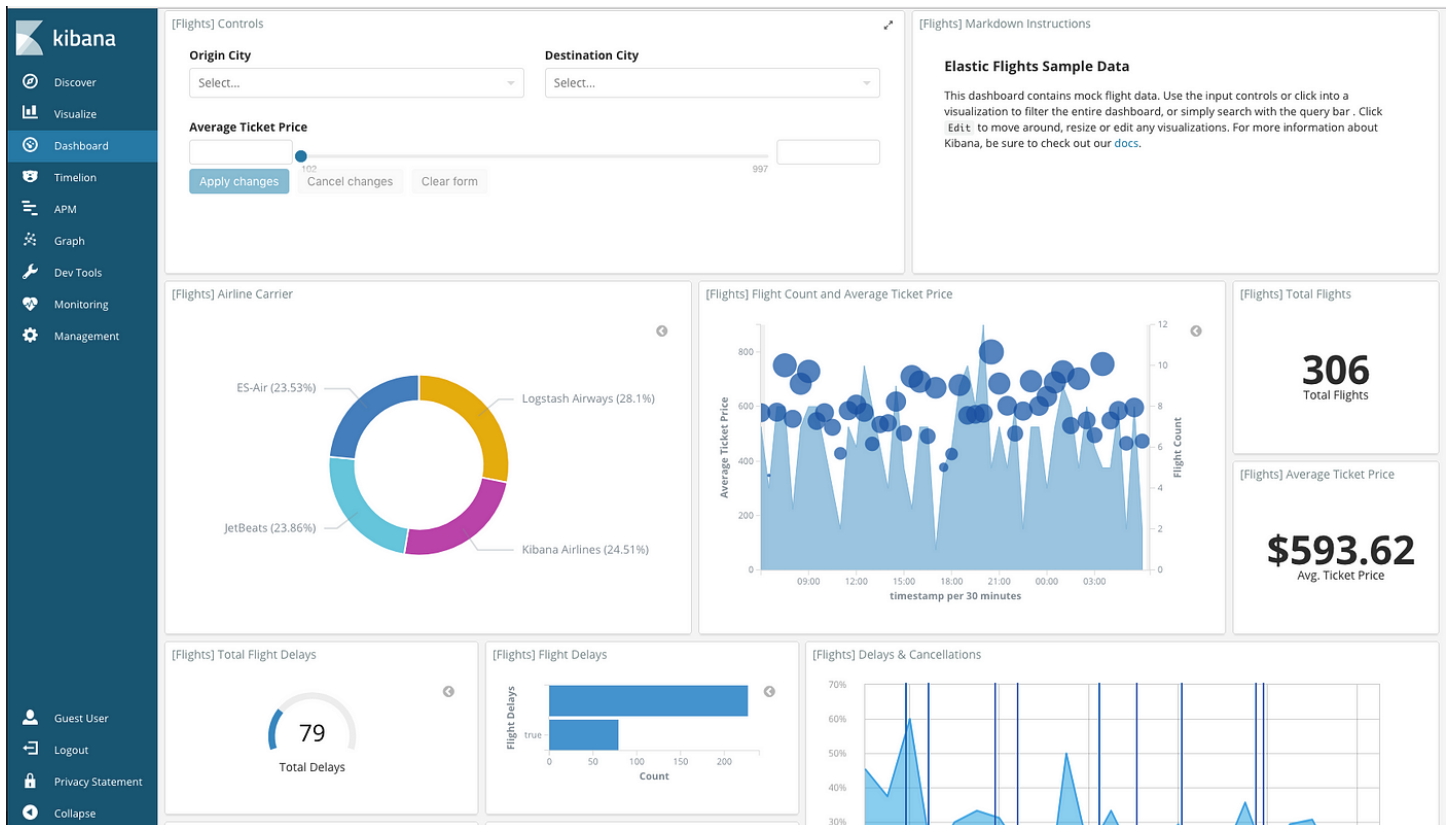 kibana
Discover
Visualize
Dashboard
Timelion
APM
Graph
Dev Tools
Monitoring
Management
Guest User
Logout
Privacy Statement
Collapse
[Flights] Controls
Origin City
Select...
Destination City
Select...
Average Ticket Price
102
997
Apply changes
Cancel changes
Clear form
[Flights] Markdown Instructions
Elastic Flights Sample Data
This dashboard contains mock flight data. Use the input controls or click into a
visualization to filter the entire dashboard, or simply search with the query bar . Click
Edit to move around, resize or edit any visualizations. For more information about
Kibana, be sure to check out our docs.
[Flights] Airline Carrier
ES-Air (23.53%)
Logstash Airways (28.1%)
JetBeats (23.86%)
Kibana Airlines (24.51%)
[Flights] Flight Count and Average Ticket Price
Average Ticket Price
800
600
400
200
0
12
10
8
6
4
2
0
Flight Count
09:00 12:00 15:00 18:00 21:00 00:00 03:00
timestamp per 30 minutes
[Flights] Total Flights
306
Total Flights
[Flights] Average Ticket Price
$593.62
Avg. Ticket Price
[Flights] Total Flight Delays
79
Total Delays
[Flights] Flight Delays
Flight Delays
true
0 50 100 150 200
Count
[Flights] Delays & Cancellations
70%
60%
50%
40%
30%